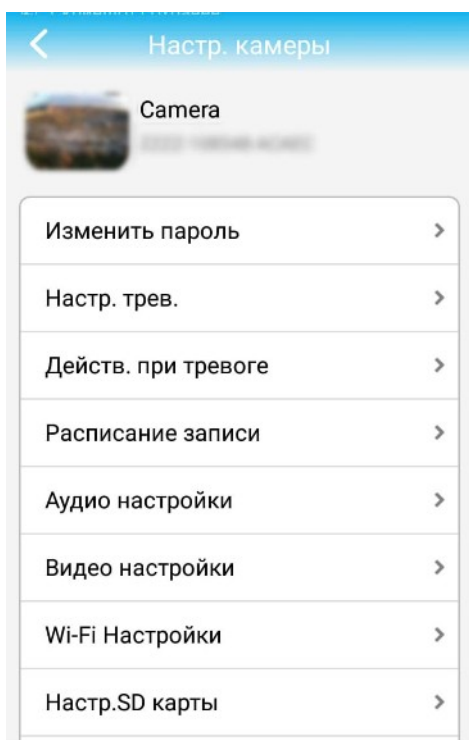 Настр. камеры
Camera
Изменить пароль
Настр. трев.
Действ. при тревоге
Расписание записи
Аудио настройки
Видео настройки
Wi-Fi Настройки
Настр.SD карты